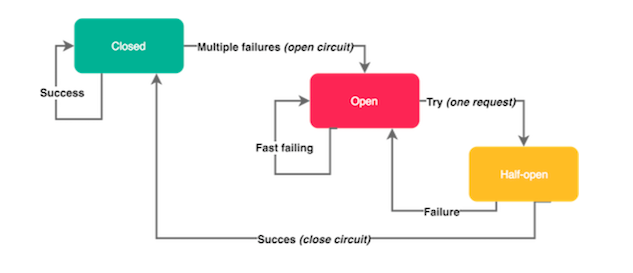 Closed
Multiple failures (open circuit)
Success
Open
Try (one request)
Fast failing
Half-open
Failure
Succes (close circuit)